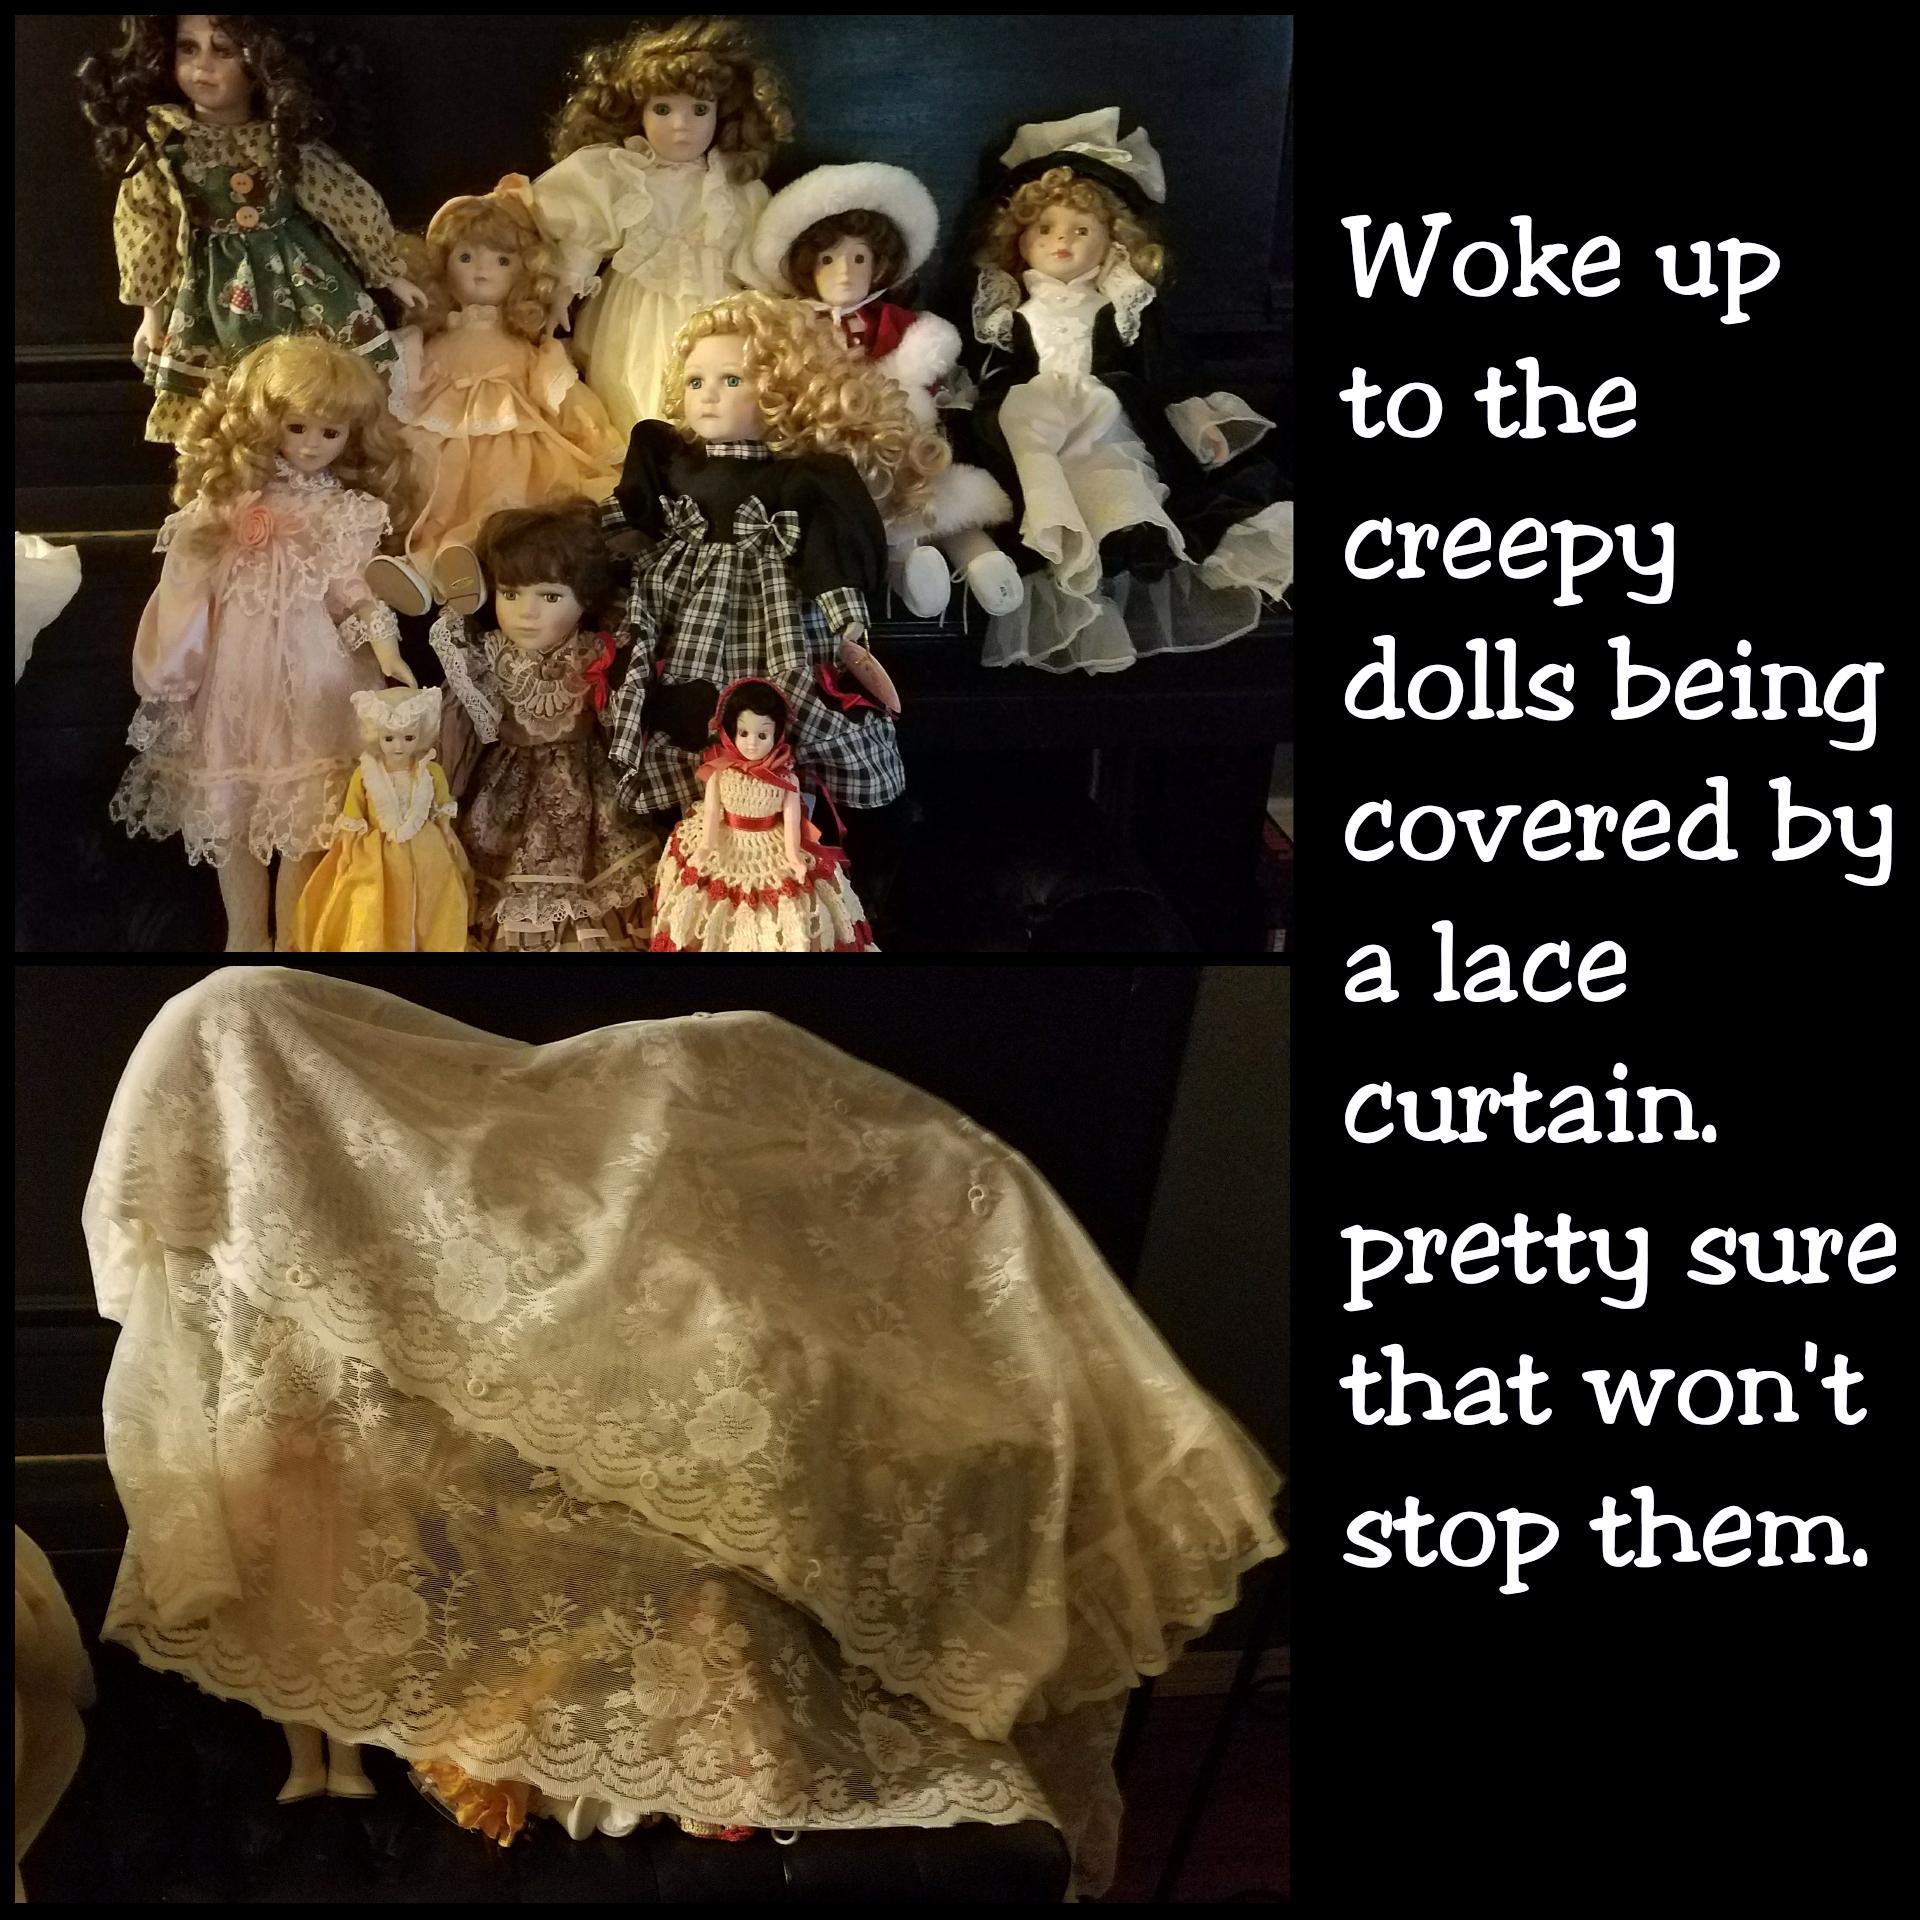 Woke up
to the
creepy
dolls being
covered by
a lace
curtain.
pretty sure
that won't
stop them.